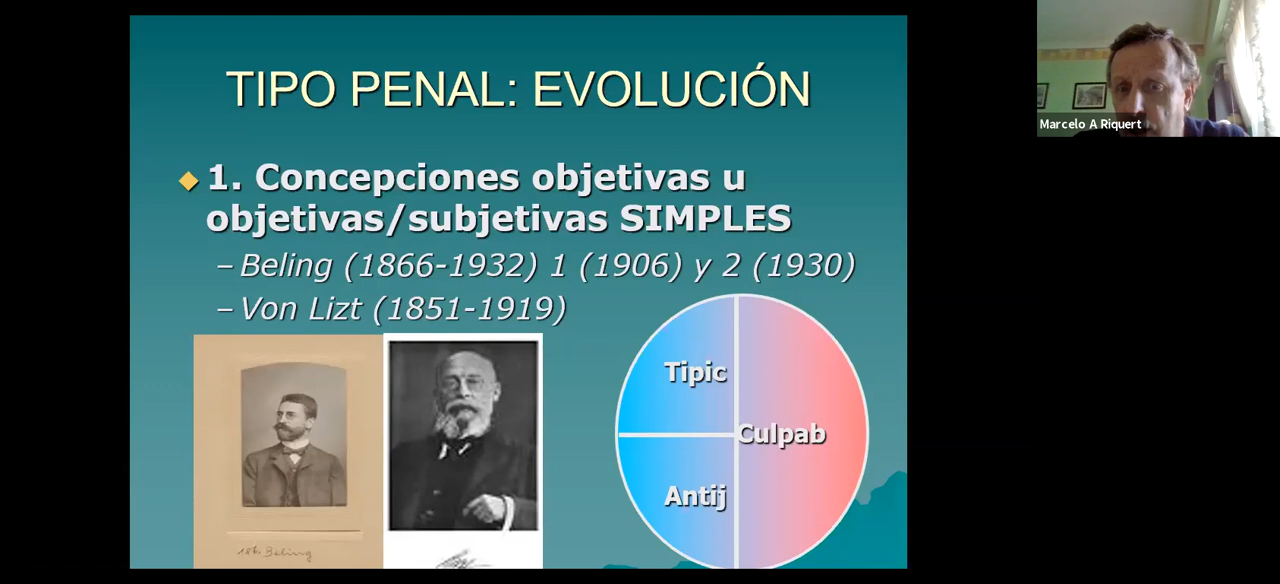 TIPO PENAL: EVOLUCIÓN
1. Concepciones objetivas u
objetivas/subjetivas SIMPLES
– Beling (1866-1932) 1 (1906) y 2 (1930)
– Von Lizt (1851-1919)
Tipic
Culpab
Antij
Beling
Marcelo A Riquert